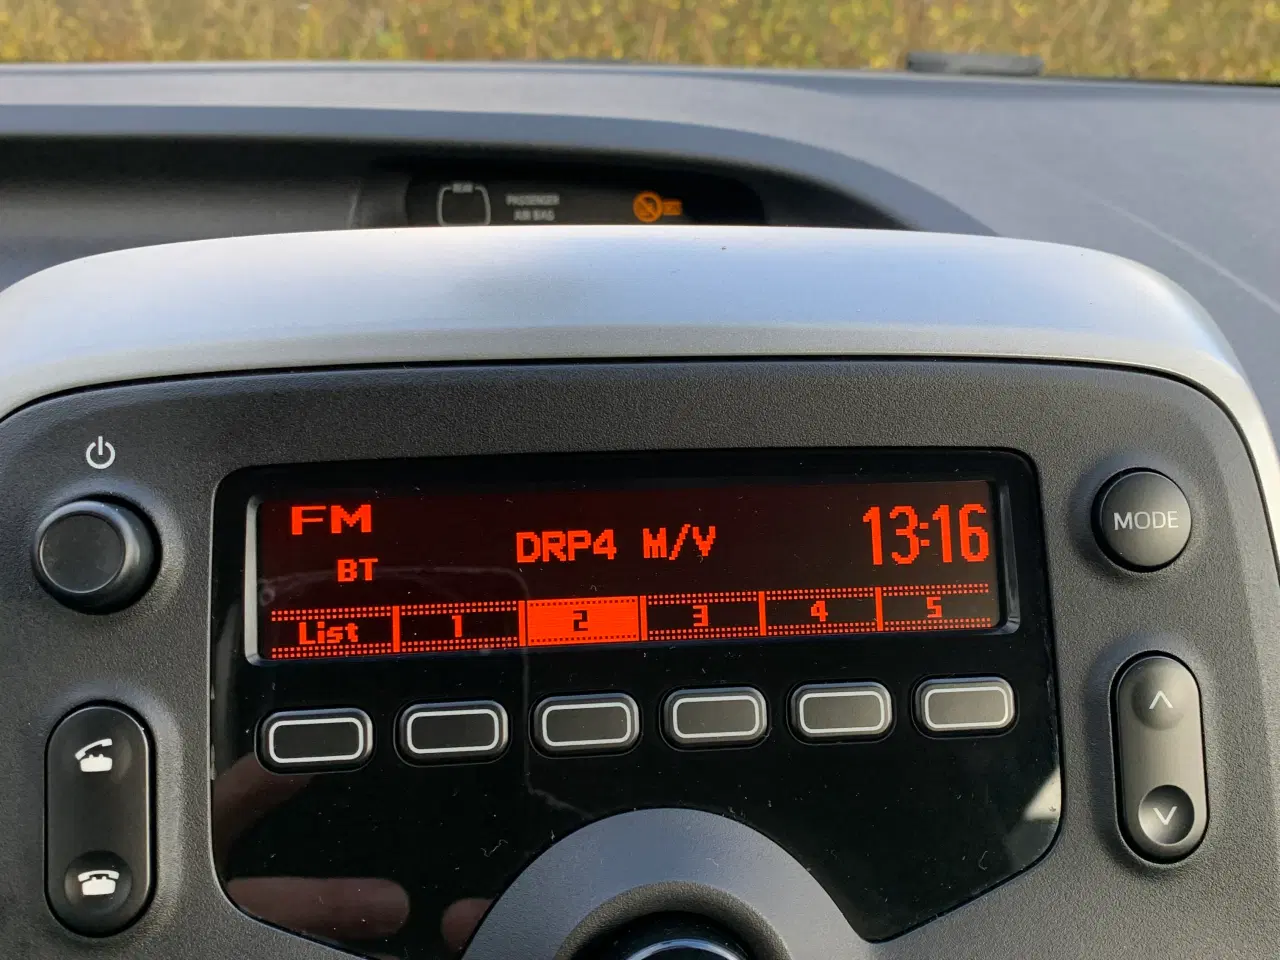 PASSENGER
AIR BAG
FM
DRP4 M/V
13:16
BT
List 1 2 3 4 5
MODE